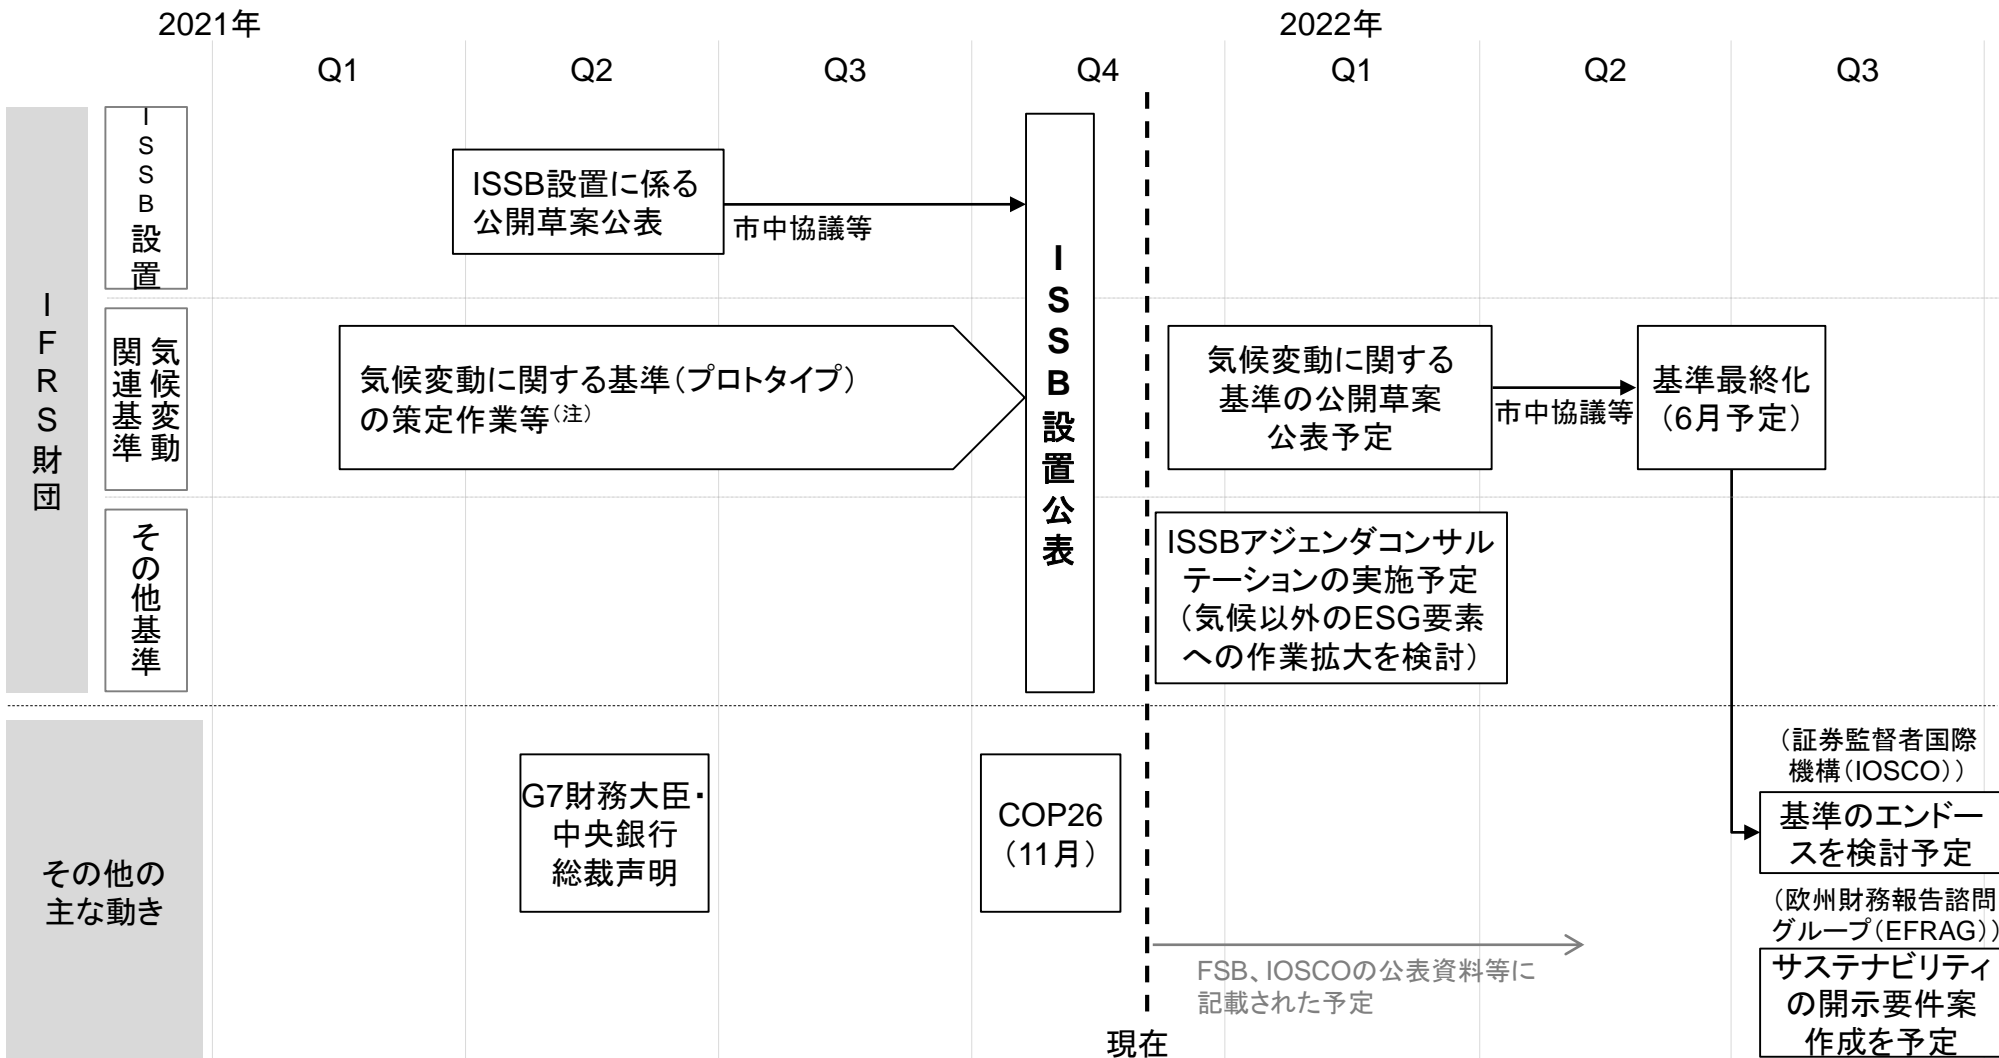 2021年
2022年
Q1
Q2
Q3
Q4
Q1
Q2
Q3
IFRS財団
ISSB設置
ISSB設置に係る
公開草案公表
市中協議等
ISSB設置公表
気候変動
関連基準
気候変動に関する基準(プロトタイプ)
の策定作業等(注)
気候変動に関する
基準の公開草案
公表予定
市中協議等
基準最終化
(6月予定)
その他基準
ISSBアジェンダコンサル
テーションの実施予定
(気候以外のESG要素
への作業拡大を検討)
その他の
主な動き
G7財務大臣・
中央銀行
総裁声明
COP26
(11月)
(証券監督者国際
機構(IOSCO))
基準のエンドー
スを検討予定
(欧州財務報告諮問
グループ(EFRAG))
サステナビリティ
の開示要件案
作成を予定
FSB、IOSCOの公表資料等に
記載された予定
現在